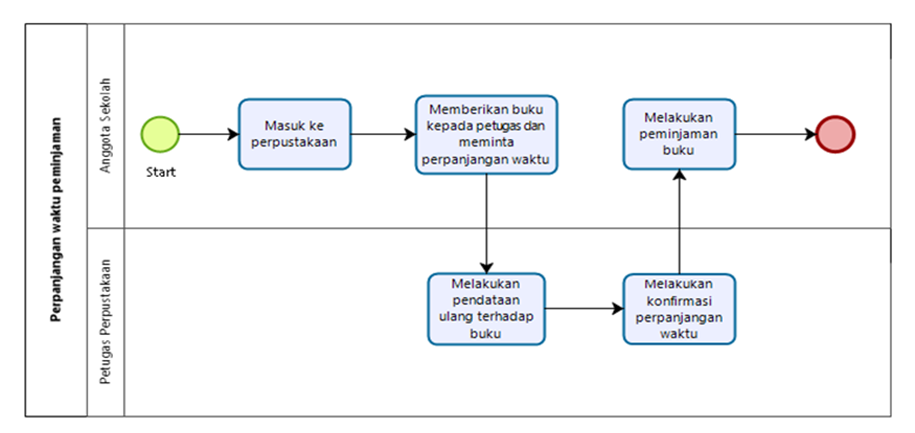 Perpanjangan waktu peminjaman
Anggota Sekolah
Start
Masuk ke
perpustakaan
Memberikan buku
kepada petugas dan
meminta
perpanjangan waktu
Melakukan
peminjaman
buku
Petugas Perpustakaan
Melakukan
pendataan
ulang terhadap
buku
Melakukan
konfirmasi
perpanjangan
waktu